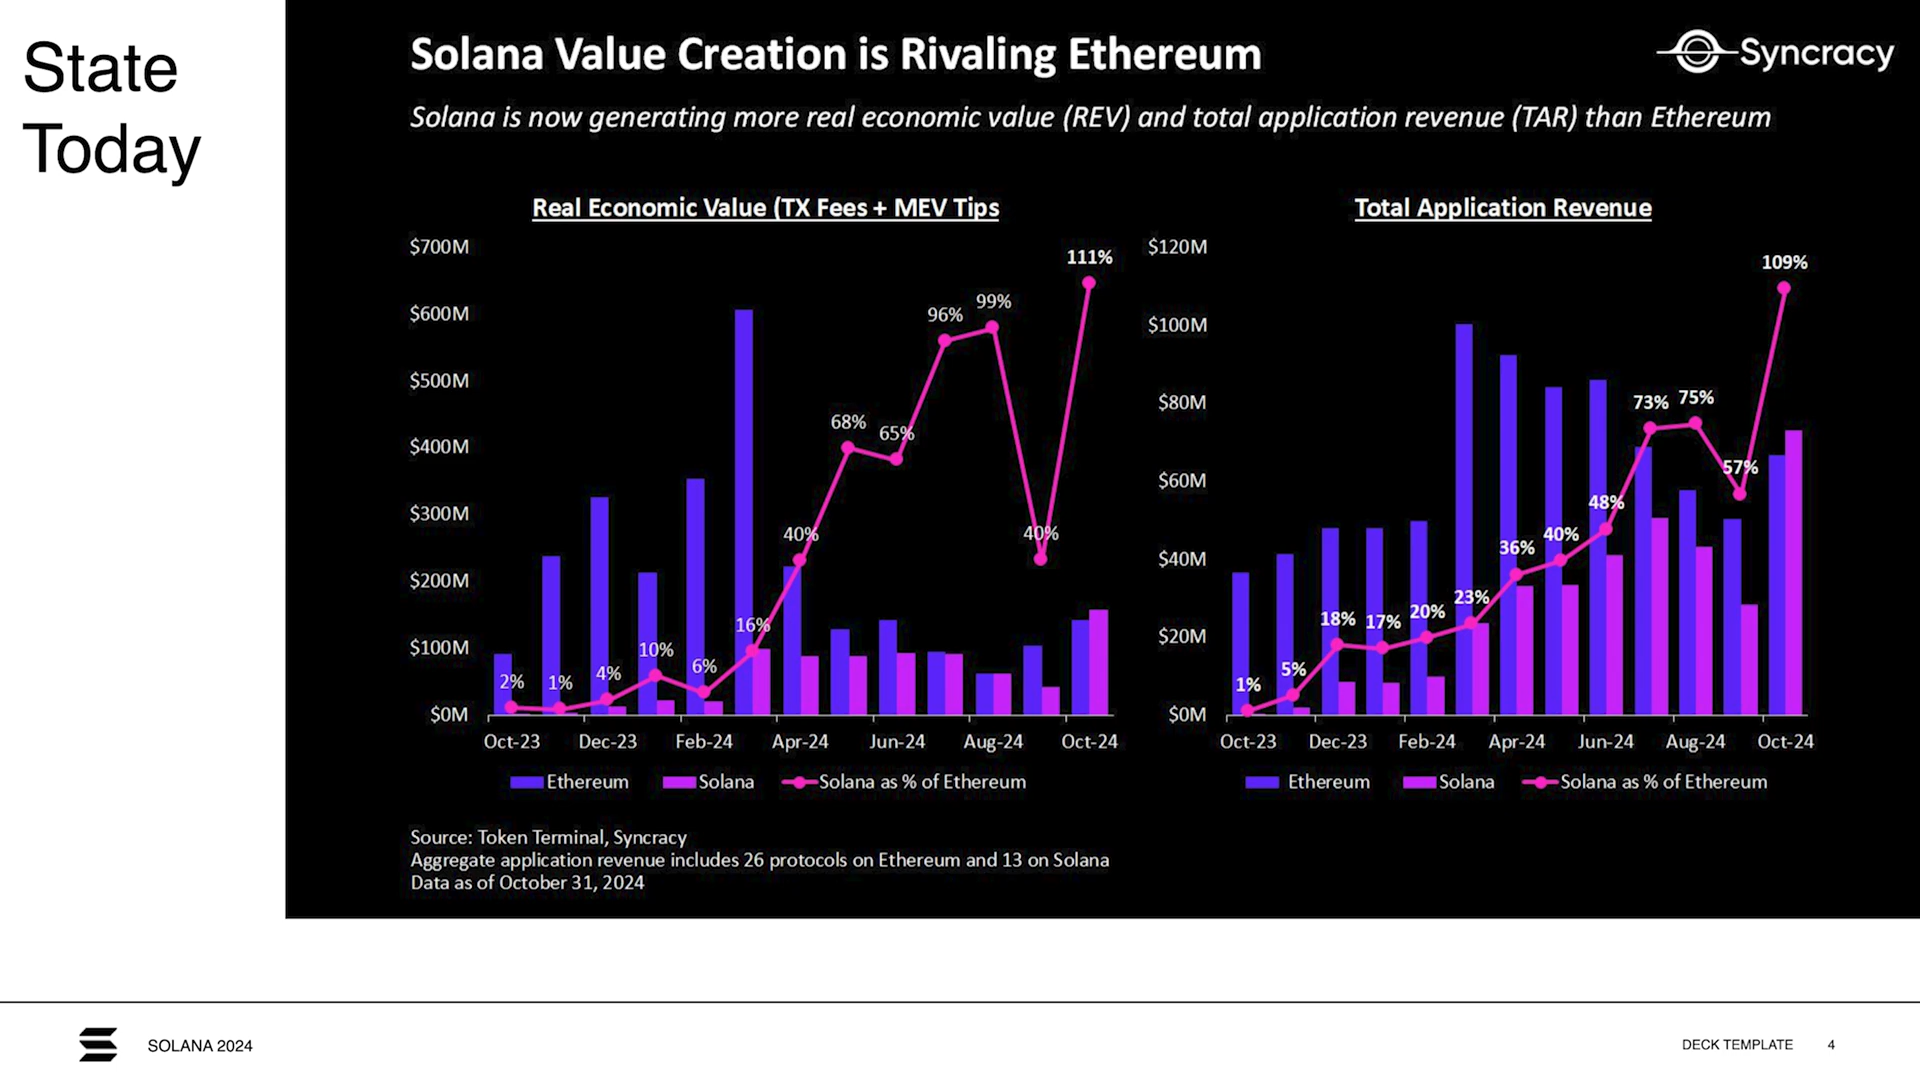 State
Today
Solana Value Creation is Rivaling Ethereum
Syncracy
Solana is now generating more real economic value (REV) and total application revenue (TAR) than Ethereum
Real Economic Value (TX Fees + MEV Tips
$700M
$600M
$500M
$400M
$300M
$200M
$100M
$0M
2%
1%
4%
10%
6%
16%
40%
68%
65%
96%
99%
40%
111%
Oct-23
Dec-23
Feb-24
Apr-24
Jun-24
Aug-24
Oct-24
Ethereum
Solana
Solana as % of Ethereum
Total Application Revenue
$120M
$100M
$80M
$60M
$40M
$20M
$0M
1%
5%
18%
17%
20%
23%
36%
40%
48%
73%
75%
57%
109%
Oct-23
Dec-23
Feb-24
Apr-24
Jun-24
Aug-24
Oct-24
Ethereum
Solana
Solana as % of Ethereum
Source: Token Terminal, Syncracy
Aggregate application revenue includes 26 protocols on Ethereum and 13 on Solana
Data as of October 31, 2024
SOLANA 2024
DECK TEMPLATE
4